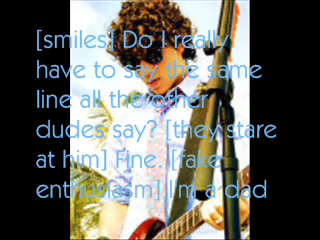 [smiles] Do I really
have to say the same
line all the other
dudes say? [they stare
at him] Fine. [fake
enthusiasm] I'm a dad